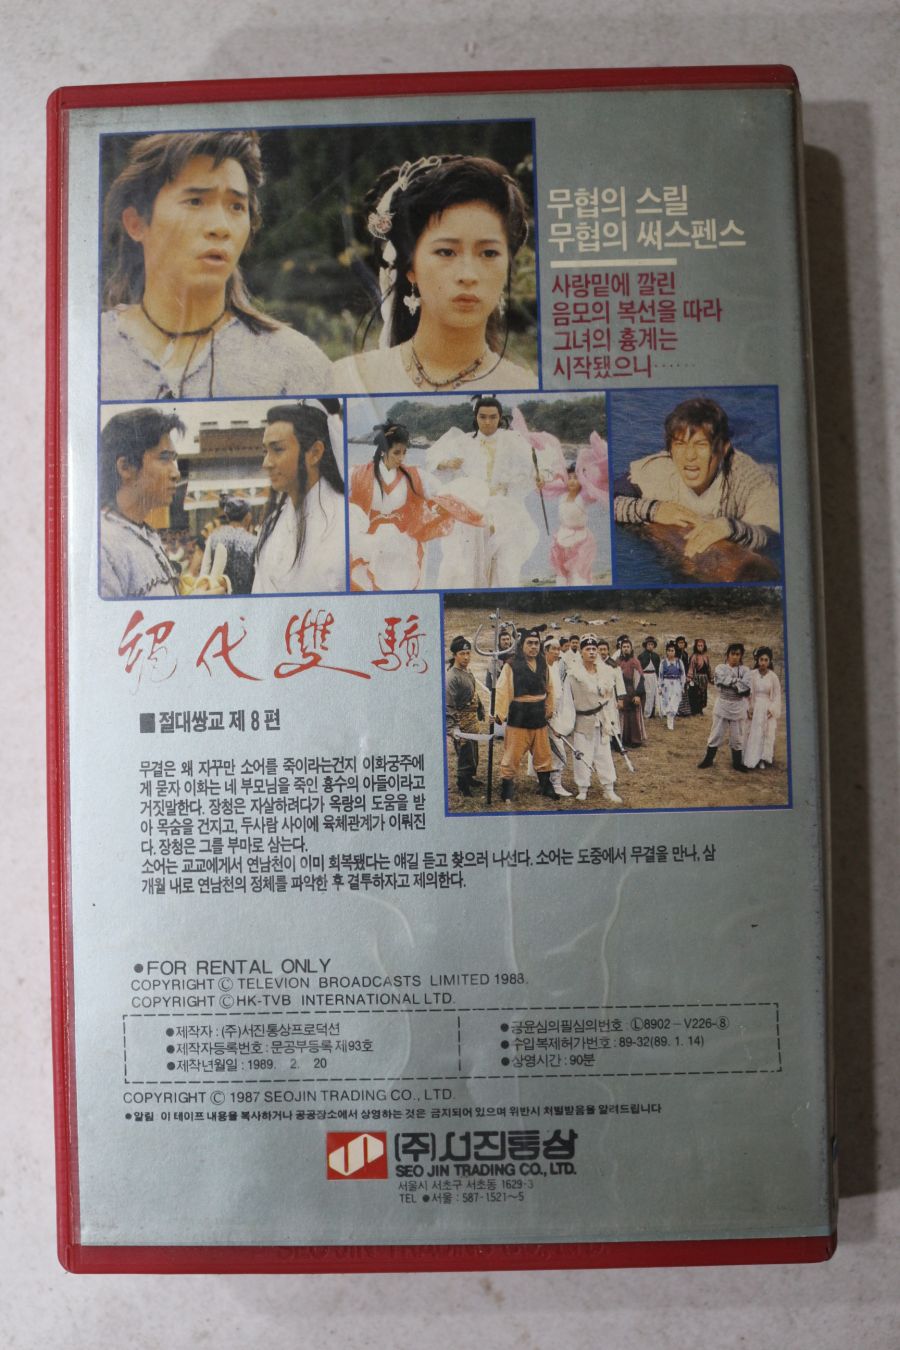 무협의 스릴
무협의 써스펜스
사랑밑에 깔린
음모의 복선을 따라
그녀의 흉계는
시작됐으니……
絕代雙驕
■절대쌍교 제 8 편
무결은 왜 자꾸만 소어를 죽이라는건지 이화궁주에
게 묻자 이화는 네 부모님을 죽인 흉수의 아들이라고
거짓말한다. 장청은 자살하려다가 옥랑의 도움을 받
아 목숨을 건지고, 두사람 사이에 육체관계가 이뤄진
다. 장청은 그를 부마로 삼는다.
소어는 교교에게서 연남천이 이미 회복됐다는 얘길 듣고 찾으러 나선다. 소어는 도중에서 무결을 만나, 삼
개월 내로 연남천의 정체를 파악한 후 결투하자고 제의한다.
●FOR RENTAL ONLY
COPYRIGHT Ⓒ TELEVION BROADCASTS LIMITED 1988.
COPYRIGHT Ⓒ HK-TVB INTERNATIONAL LTD.
●제작자 : (주)서진통상프로덕션
●제작자등록번호 : 문공부등록 제93호
●제작년월일 : 1989. 2. 20
●공윤심의필심의번호 Ⓛ8902-V226-⑧
●수입복제허가번호 : 89-32(89. 1. 14)
●상영시간 : 90분
COPYRIGHT Ⓒ 1987 SEOJIN TRADING CO., LTD.
●알림 이 테이프 내용을 복사하거나 공공장소에서 상영하는 것은 금지되어 있으며 위반시 처벌받음을 알려드립니다
(주)서진통상
SEO JIN TRADING CO., LTD.
서울시 서초구 서초동 1629-3
TEL ●서울 : 587-1521~5
SEOJIN TRADING CO., LTD.